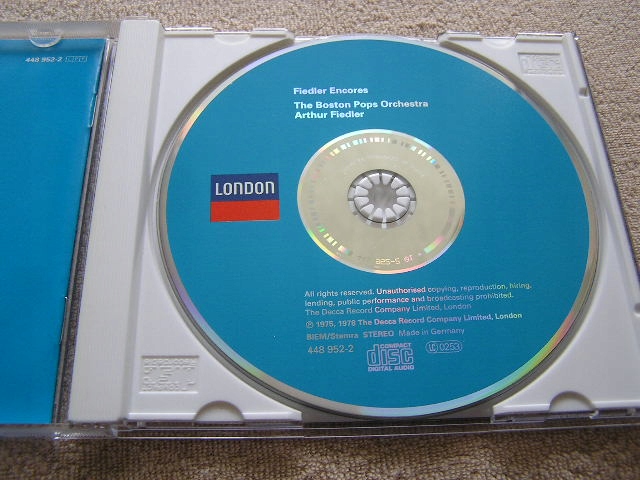 448 952-2
Fiedler Encores
The Boston Pops Orchestra
Arthur Fiedler
LONDON
All rights reserved. Unauthorised copying, reproduction, hiring,
lending, public performance and broadcasting prohibited.
The Decca Record Company Limited, London
℗ 1975, 1978 The Decca Record Company Limited, London
BIEM/Stemra STEREO Made in Germany
448 952-2
COMPACT
disc
DIGITAL AUDIO
LC 0253